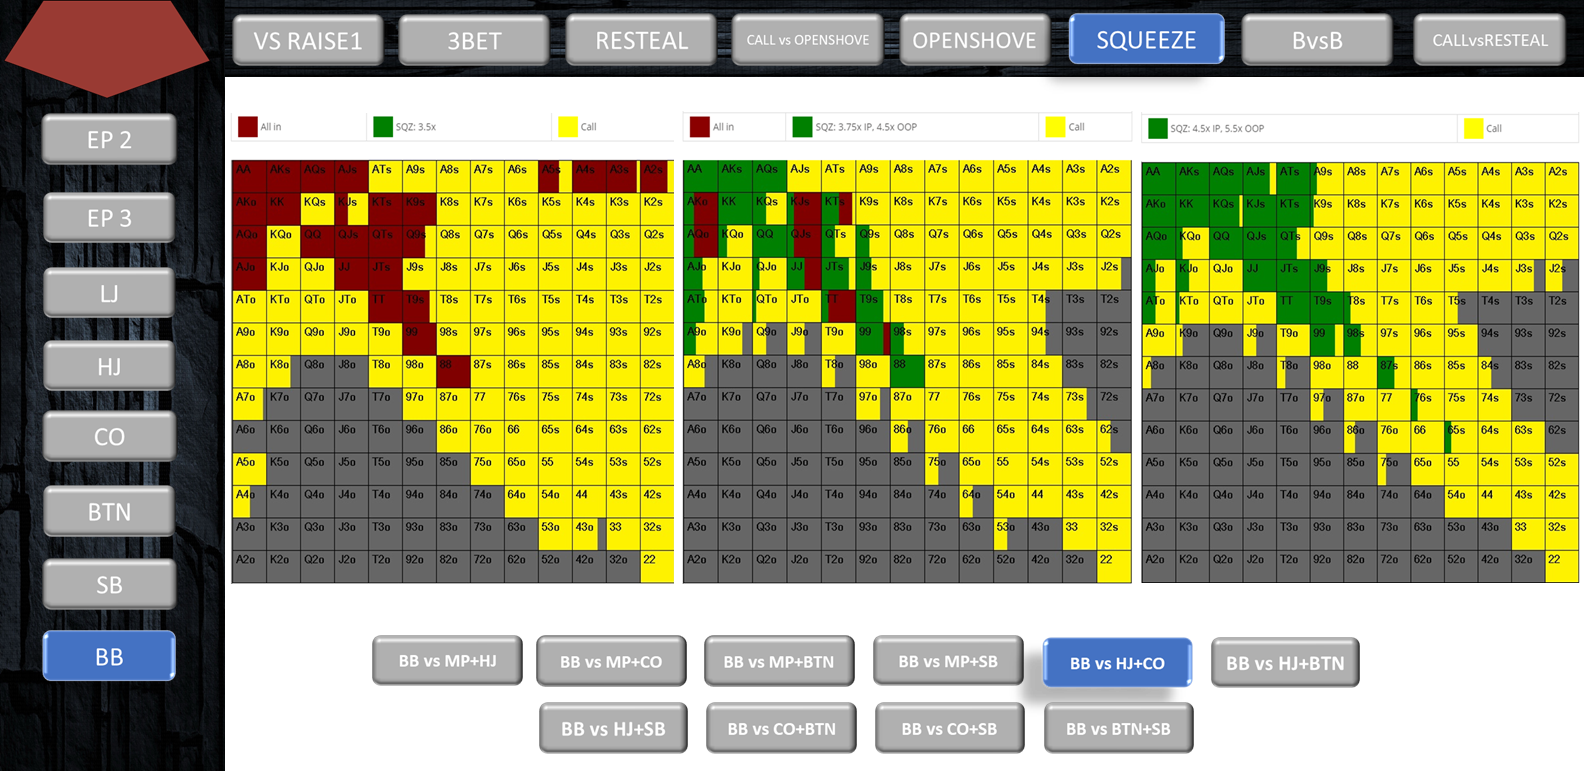 VS RAISE1 3BET RESTEAL CALL vs OPENSHOVE OPENSHOVE SQUEEZE BvsB CALLvsRESTEAL
EP 2
EP 3
LJ
HJ
CO
BTN
SB
BB
All in SQZ: 3.5x Call
AA AKs AQs AJs ATs A9s A8s A7s A6s A5s A4s A3s A2s
AKo KK KQs KJs KTs K9s K8s K7s K6s K5s K4s K3s K2s
AQo KQo QQ QJs QTs Q9s Q8s Q7s Q6s Q5s Q4s Q3s Q2s
AJo KJo QJo JJ JTs J9s J8s J7s J6s J5s J4s J3s J2s
ATo KTo QTo JTo TT T9s T8s T7s T6s T5s T4s T3s T2s
A9o K9o Q9o J9o T9o 99 98s 97s 96s 95s 94s 93s 92s
A8o K8o Q8o J8o T8o 98o 88 87s 86s 85s 84s 83s 82s
A7o K7o Q7o J7o T7o 97o 87o 77 76s 75s 74s 73s 72s
A6o K6o Q6o J6o T6o 96o 86o 76o 66 65s 64s 63s 62s
A5o K5o Q5o J5o T5o 95o 85o 75o 65o 55 54s 53s 52s
A4o K4o Q4o J4o T4o 94o 84o 74o 64o 54o 44 43s 42s
A3o K3o Q3o J3o T3o 93o 83o 73o 63o 53o 43o 33 32s
A2o K2o Q2o J2o T2o 92o 82o 72o 62o 52o 42o 32o 22
All in SQZ: 3.75x IP, 4.5x OOP Call
AA AKs AQs AJs ATs A9s A8s A7s A6s A5s A4s A3s A2s
AKo KK KQs KJs KTs K9s K8s K7s K6s K5s K4s K3s K2s
AQo KQo QQ QJs QTs Q9s Q8s Q7s Q6s Q5s Q4s Q3s Q2s
AJo KJo QJo JJ JTs J9s J8s J7s J6s J5s J4s J3s J2s
ATo KTo QTo JTo TT T9s T8s T7s T6s T5s T4s T3s T2s
A9o K9o Q9o J9o T9o 99 98s 97s 96s 95s 94s 93s 92s
A8o K8o Q8o J8o T8o 98o 88 87s 86s 85s 84s 83s 82s
A7o K7o Q7o J7o T7o 97o 87o 77 76s 75s 74s 73s 72s
A6o K6o Q6o J6o T6o 96o 86o 76o 66 65s 64s 63s 62s
A5o K5o Q5o J5o T5o 95o 85o 75o 65o 55 54s 53s 52s
A4o K4o Q4o J4o T4o 94o 84o 74o 64o 54o 44 43s 42s
A3o K3o Q3o J3o T3o 93o 83o 73o 63o 53o 43o 33 32s
A2o K2o Q2o J2o T2o 92o 82o 72o 62o 52o 42o 32o 22
SQZ: 4.5x IP, 5.5x OOP Call
AA AKs AQs AJs ATs A9s A8s A7s A6s A5s A4s A3s A2s
AKo KK KQs KJs KTs K9s K8s K7s K6s K5s K4s K3s K2s
AQo KQo QQ QJs QTs Q9s Q8s Q7s Q6s Q5s Q4s Q3s Q2s
AJo KJo QJo JJ JTs J9s J8s J7s J6s J5s J4s J3s J2s
ATo KTo QTo JTo TT T9s T8s T7s T6s T5s T4s T3s T2s
A9o K9o Q9o J9o T9o 99 98s 97s 96s 95s 94s 93s 92s
A8o K8o Q8o J8o T8o 98o 88 87s 86s 85s 84s 83s 82s
A7o K7o Q7o J7o T7o 97o 87o 77 76s 75s 74s 73s 72s
A6o K6o Q6o J6o T6o 96o 86o 76o 66 65s 64s 63s 62s
A5o K5o Q5o J5o T5o 95o 85o 75o 65o 55 54s 53s 52s
A4o K4o Q4o J4o T4o 94o 84o 74o 64o 54o 44 43s 42s
A3o K3o Q3o J3o T3o 93o 83o 73o 63o 53o 43o 33 32s
A2o K2o Q2o J2o T2o 92o 82o 72o 62o 52o 42o 32o 22
BB vs MP+HJ BB vs MP+CO BB vs MP+BTN BB vs MP+SB BB vs HJ+CO BB vs HJ+BTN
BB vs HJ+SB BB vs CO+BTN BB vs CO+SB BB vs BTN+SB